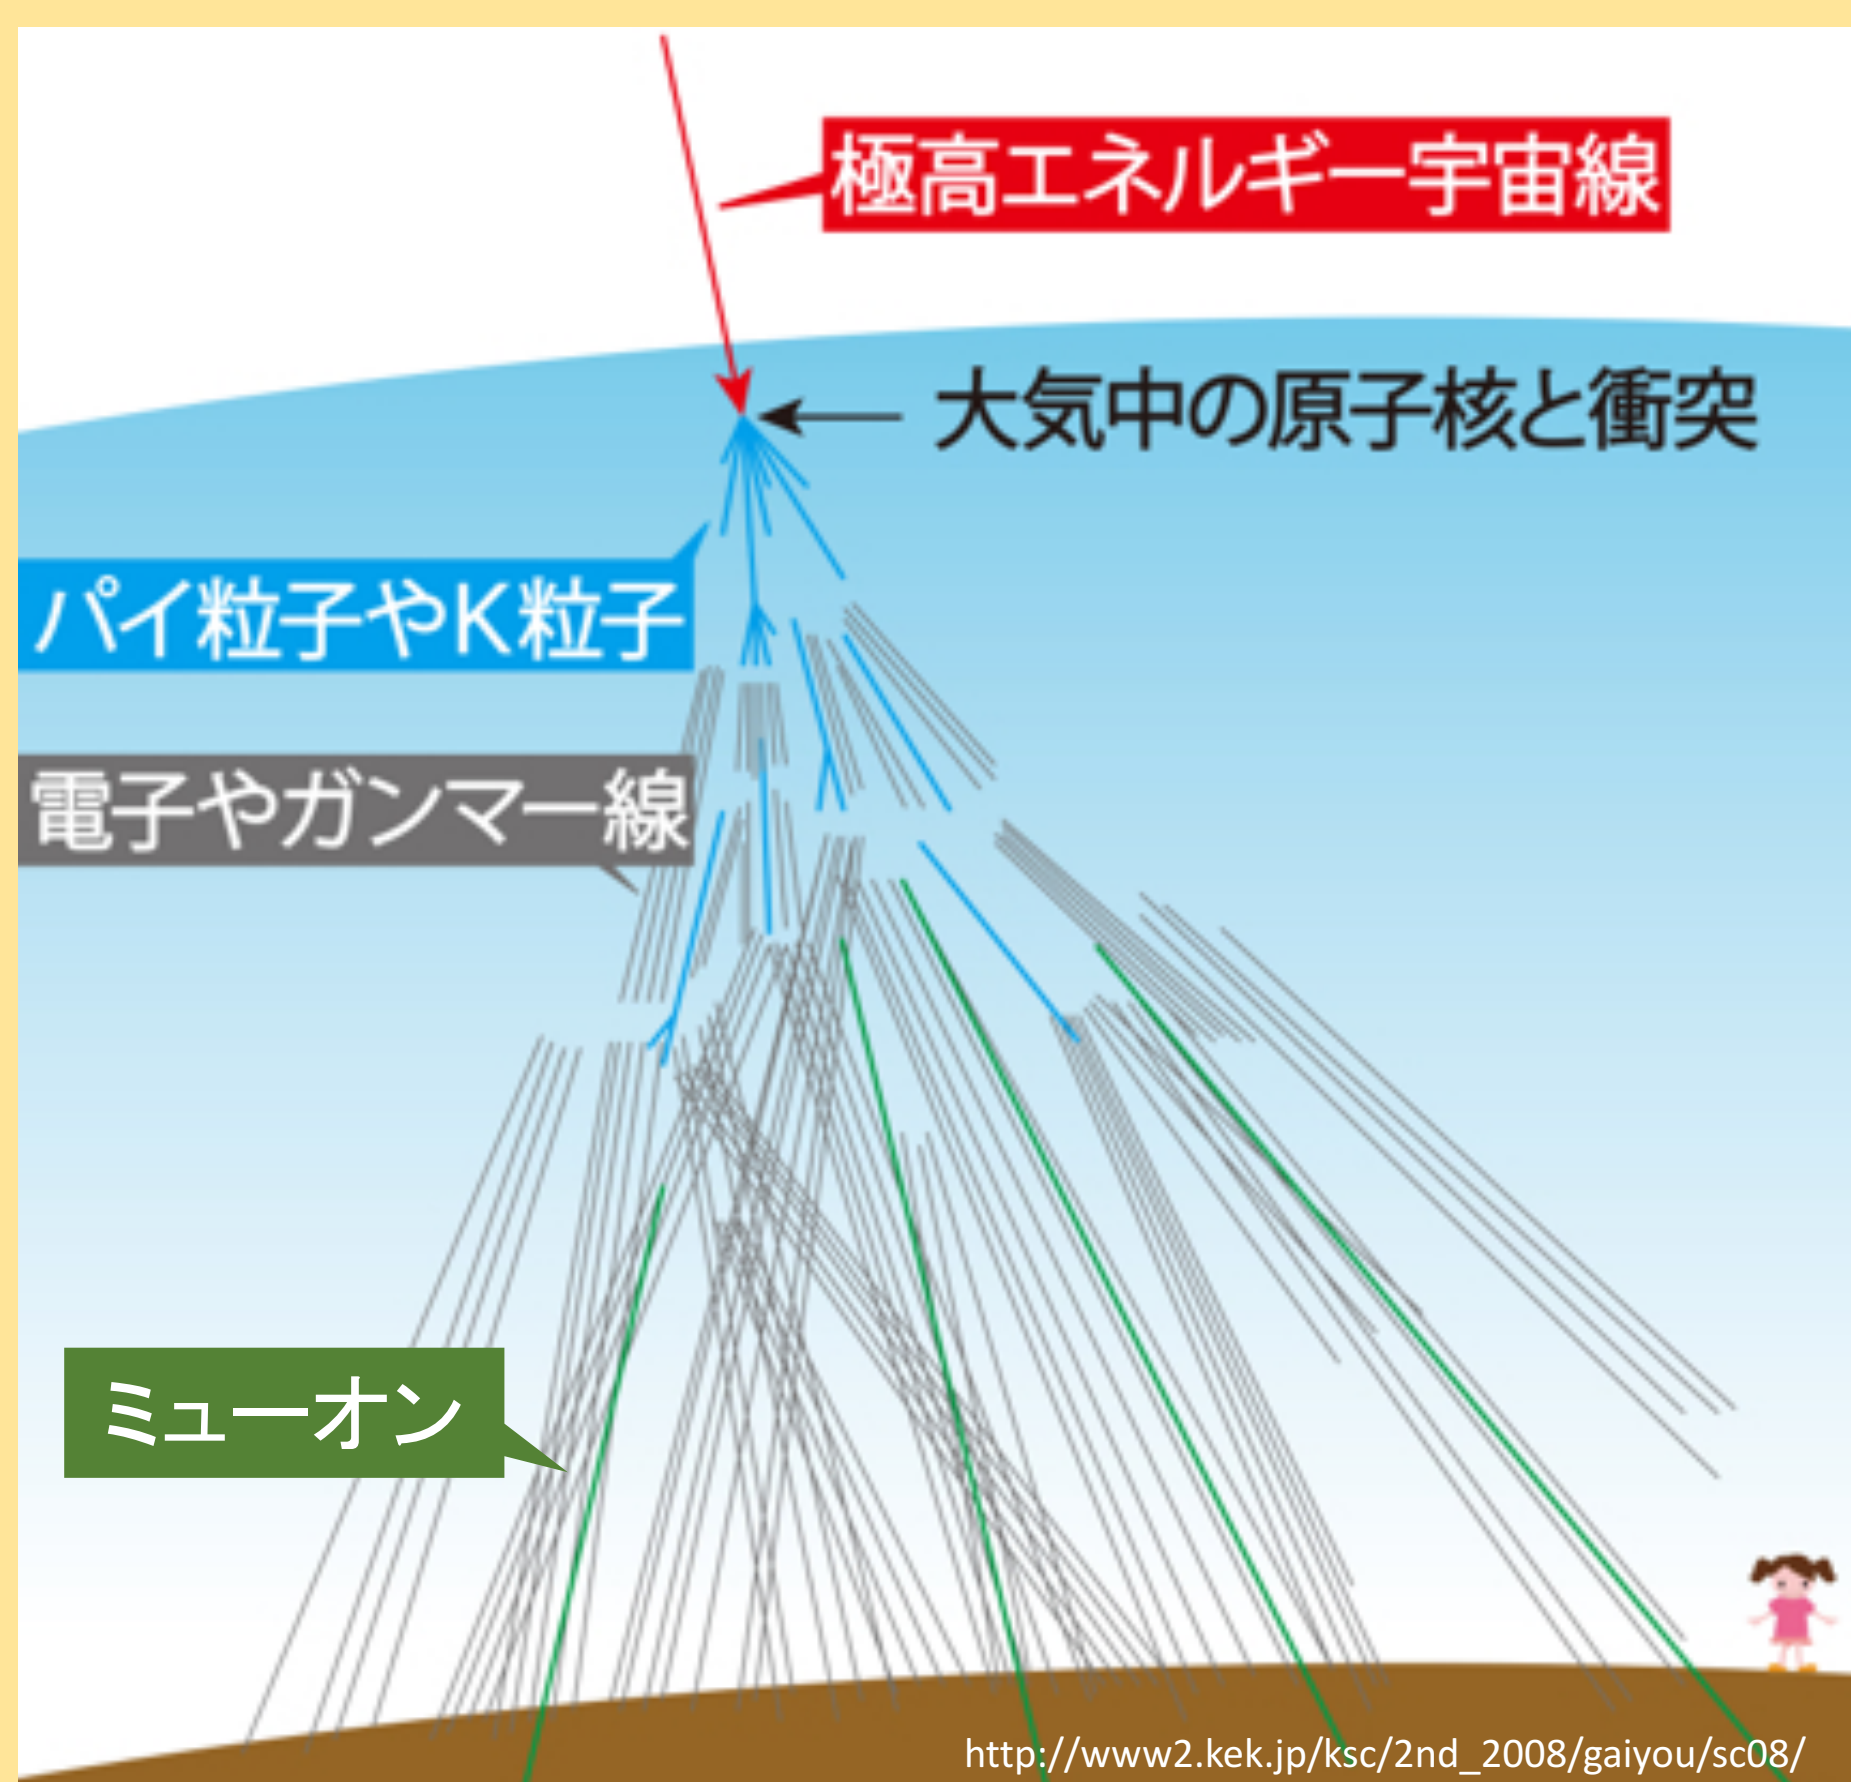 極高エネルギー宇宙線
大気中の原子核と衝突
パイ粒子やK粒子
電子やガンマー線
ミューオン
http://www2.kek.jp/ksc/2nd_2008/gaiyou/sc08/